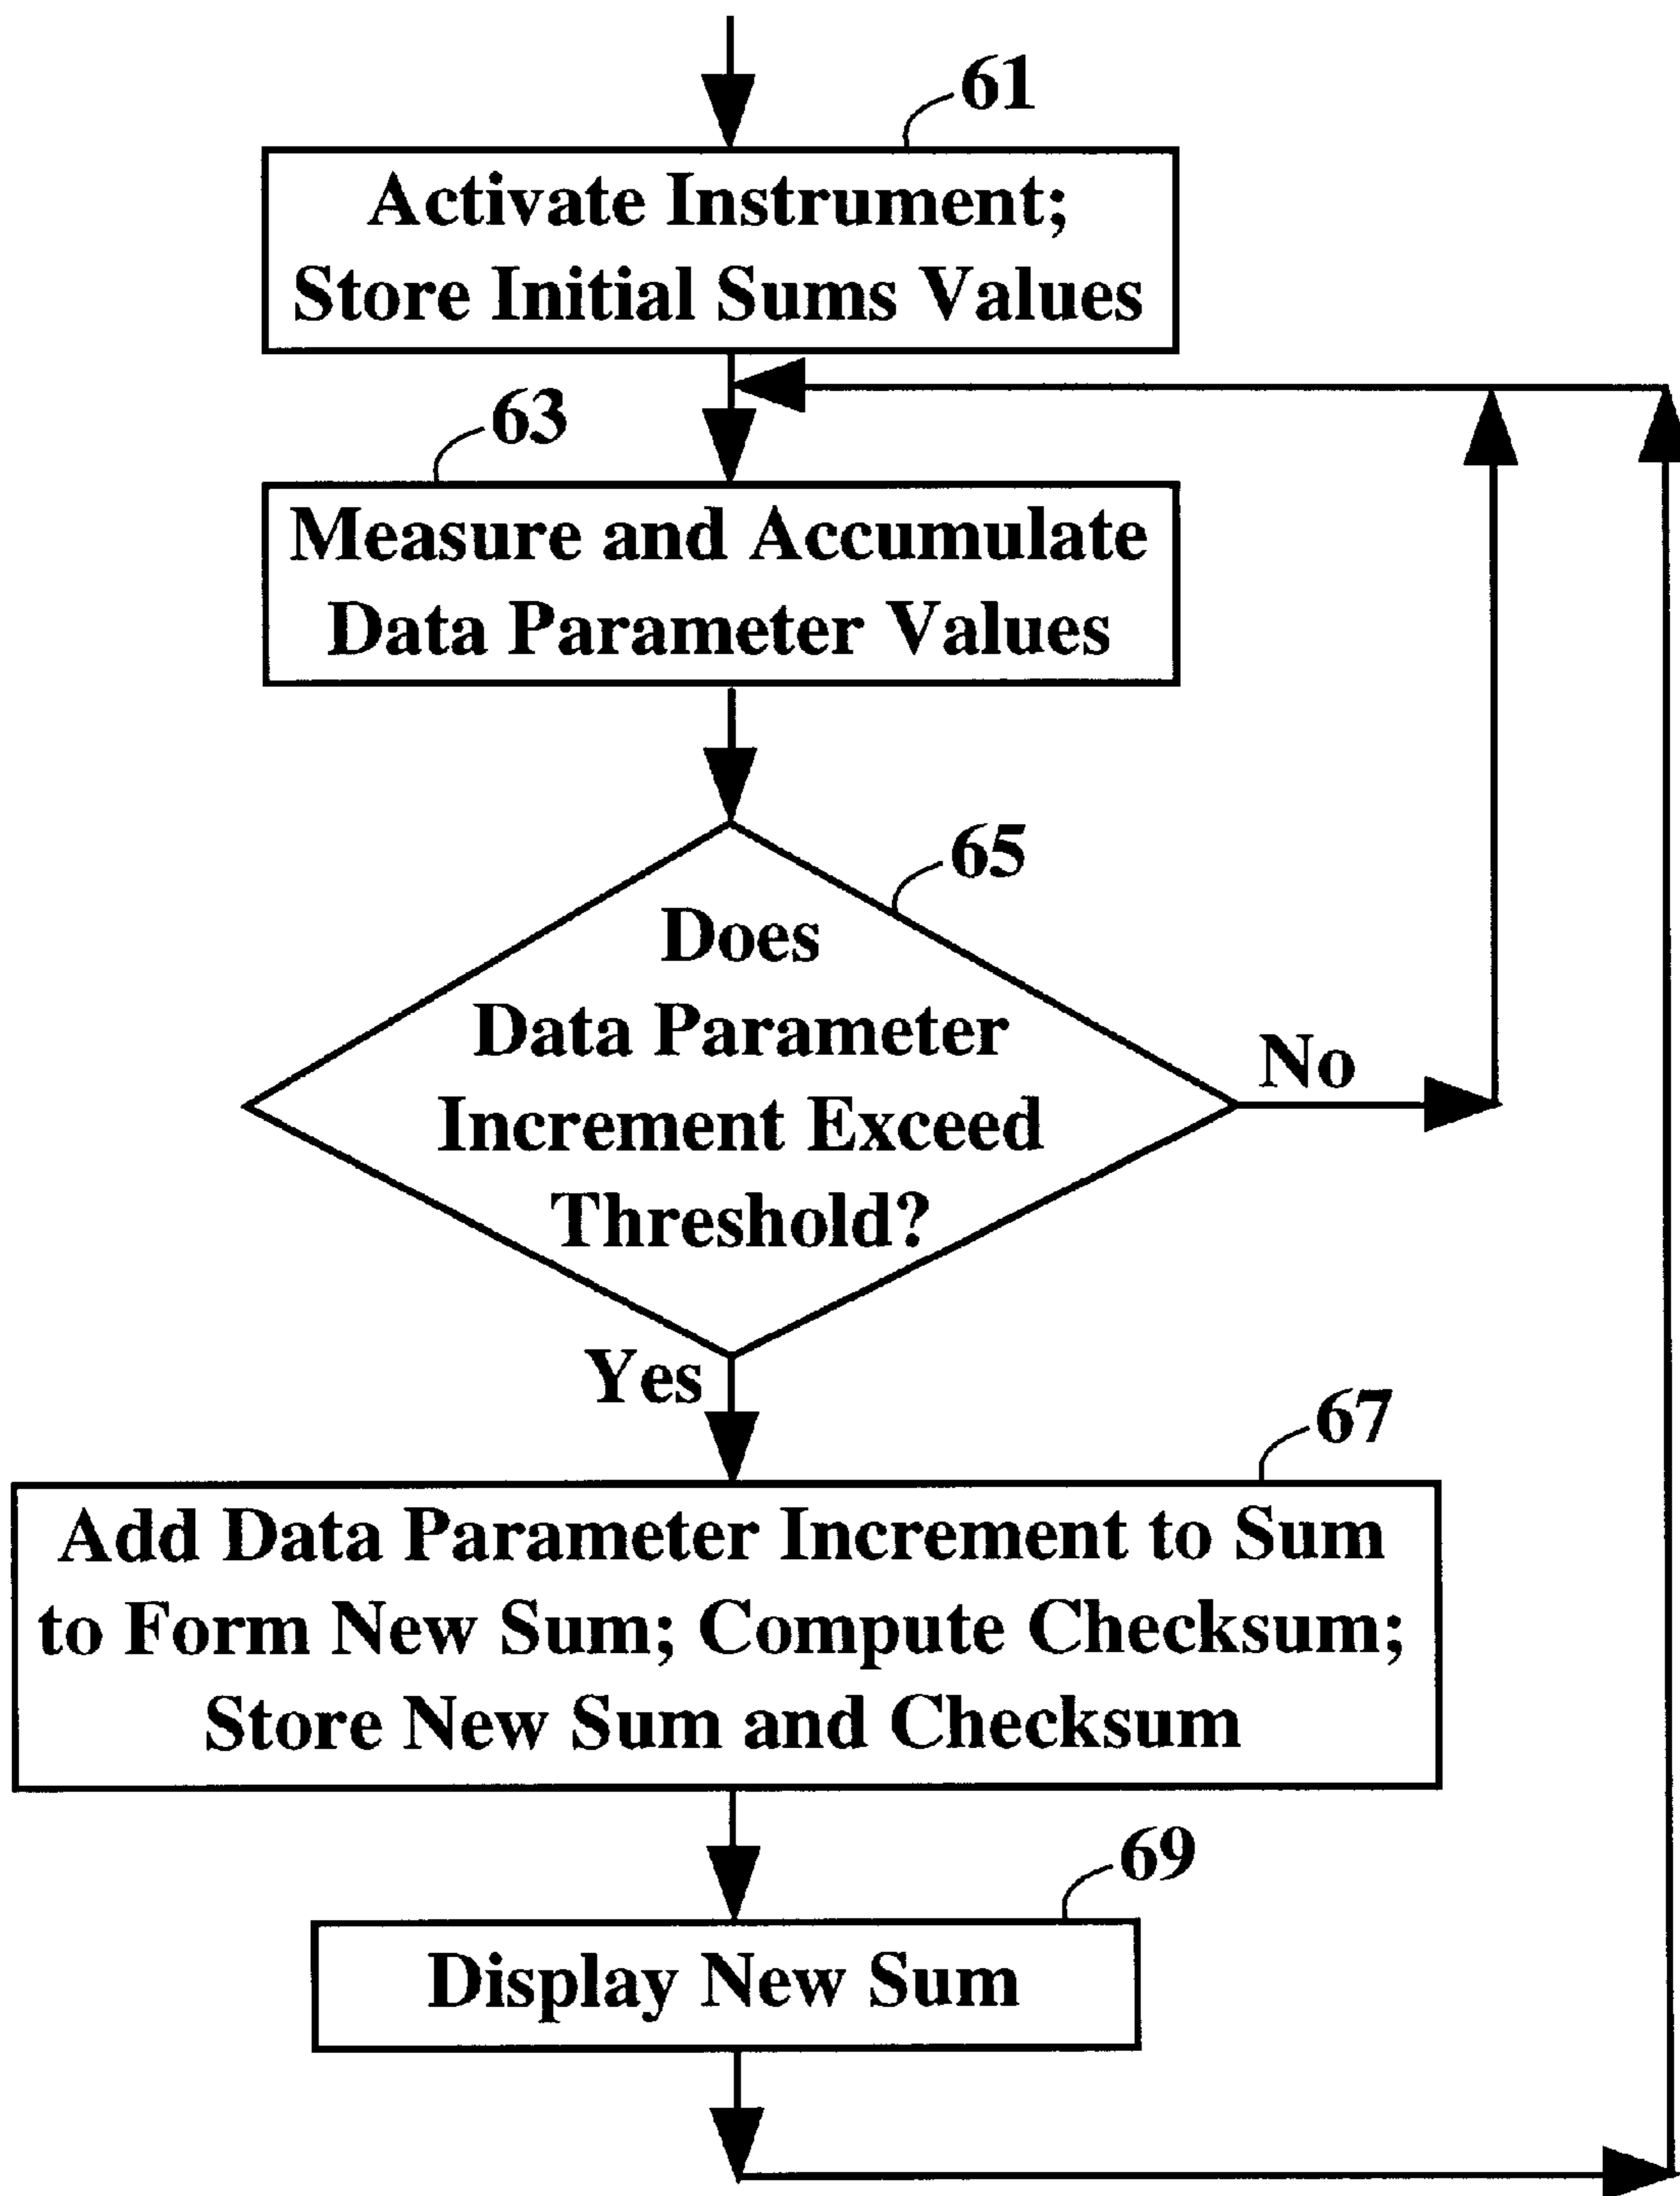 61
Activate Instrument;
Store Initial Sums Values
63
Measure and Accumulate
Data Parameter Values
65
Does
Data Parameter
Increment Exceed
Threshold?
No
Yes
67
Add Data Parameter Increment to Sum
to Form New Sum; Compute Checksum;
Store New Sum and Checksum
69
Display New Sum